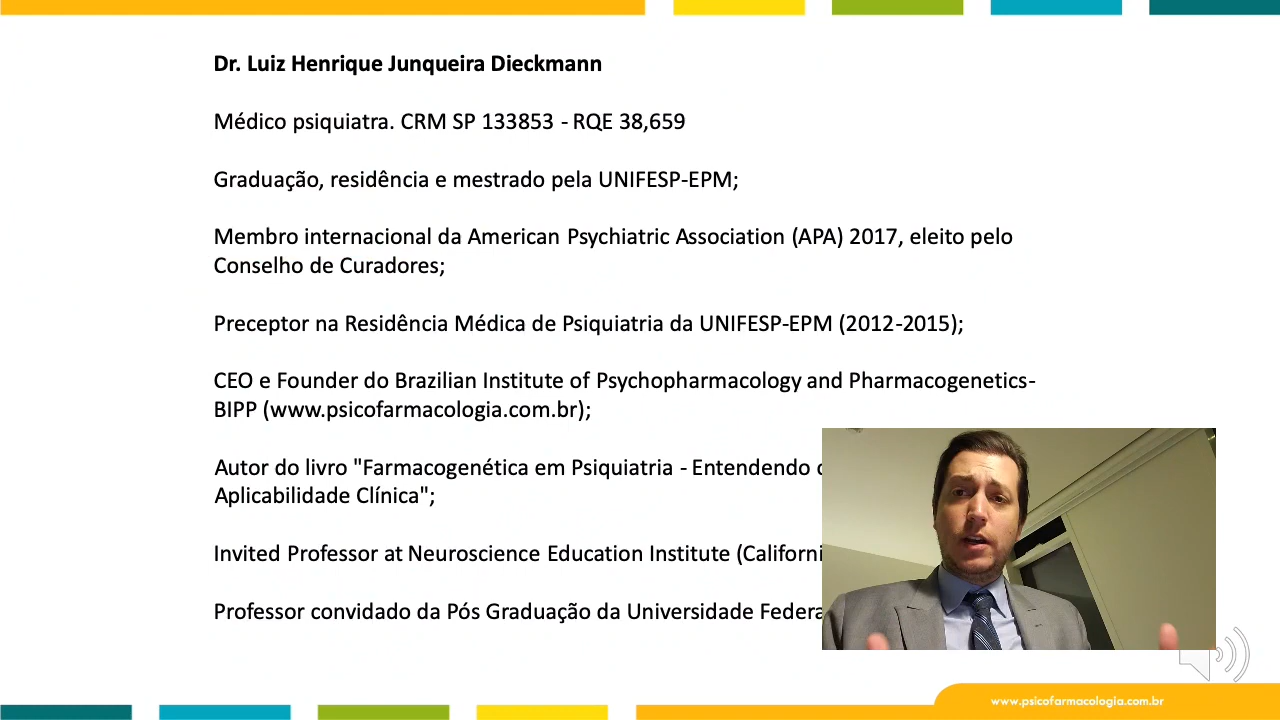 Dr. Luiz Henrique Junqueira Dieckmann
Médico psiquiatra. CRM SP 133853 - RQE 38,659
Graduação, residência e mestrado pela UNIFESP-EPM;
Membro internacional da American Psychiatric Association (APA) 2017, eleito pelo
Conselho de Curadores;
Preceptor na Residência Médica de Psiquiatria da UNIFESP-EPM (2012-2015);
CEO e Founder do Brazilian Institute of Psychopharmacology and Pharmacogenetics-
BIPP (www.psicofarmacologia.com.br);
Autor do livro "Farmacogenética em Psiquiatria - Entendendo
Aplicabilidade Clínica";
Invited Professor at Neuroscience Education Institute
Professor convidado da Pós Graduação da Universidade
www.psicofarmacologia.com.br